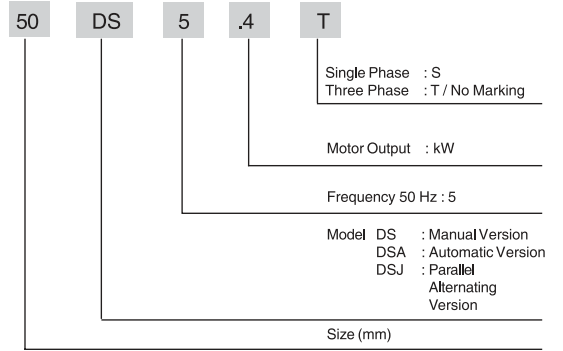 50 DS 5 .4 T
Single Phase : S
Three Phase : T / No Marking
Motor Output : kW
Frequency 50 Hz : 5
Model DS : Manual Version
DSA : Automatic Version
DSJ : Parallel
Alternating
Version
Size (mm)